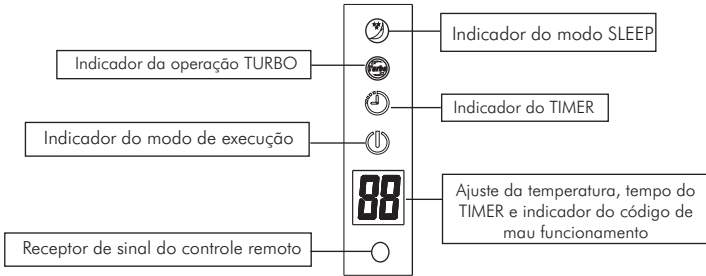 Indicador do modo SLEEP
Indicador da operação TURBO
Turbo
Indicador do TIMER
Indicador do modo de execução
88
Ajuste da temperatura, tempo do
TIMER e indicador do código de
mau funcionamento
Receptor de sinal do controle remoto